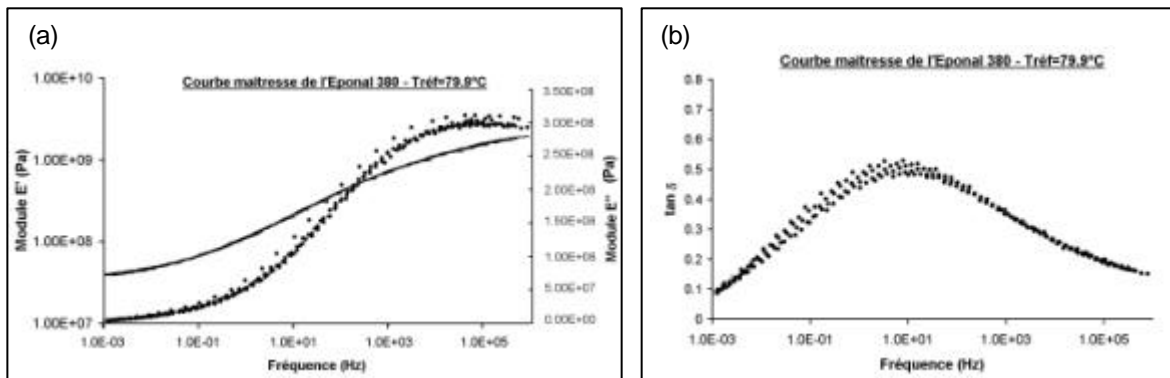 (a)
Courbe maîtresse de l'Eponal 380 - Tréf=79.9°C
1.00E+10
1.00E+09
1.00E+08
1.00E+07
Module E' (Pa)
3.50E+08
3.00E+08
2.50E+08
2.00E+08
1.50E+08
1.00E+08
5.00E+07
0.00E+00
Module E'' (Pa)
1.0E-03 1.0E-01 1.0E+01 1.0E+03 1.0E+05
Fréquence (Hz)
(b)
Courbe maîtresse de l'Eponal 380 - Tréf=79.9°C
0.8
0.7
0.6
0.5
0.4
0.3
0.2
0.1
0
tan δ
1.0E-03 1.0E-01 1.0E+01 1.0E+03 1.0E+05
Fréquence (Hz)